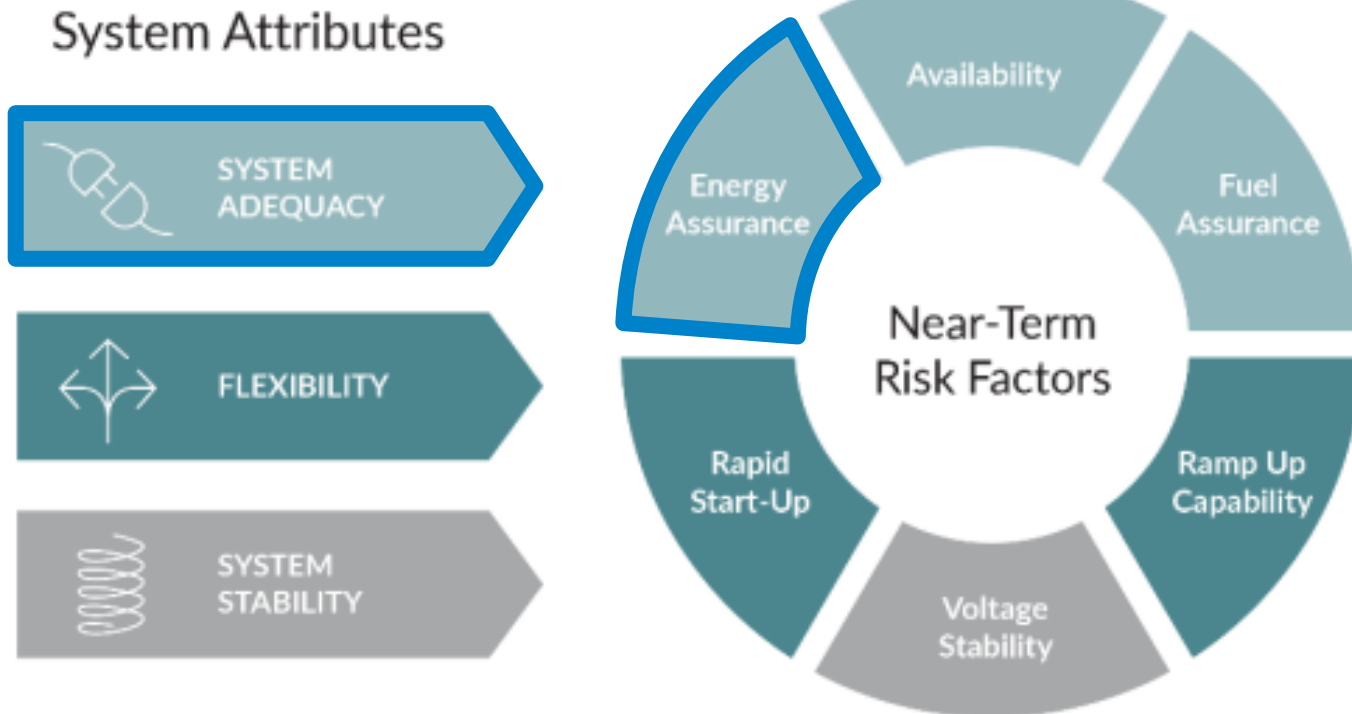 System Attributes
SYSTEM
ADEQUACY
FLEXIBILITY
SYSTEM
STABILITY
Availability
Energy
Assurance
Fuel
Assurance
Near-Term
Risk Factors
Rapid
Start-Up
Ramp Up
Capability
Voltage
Stability